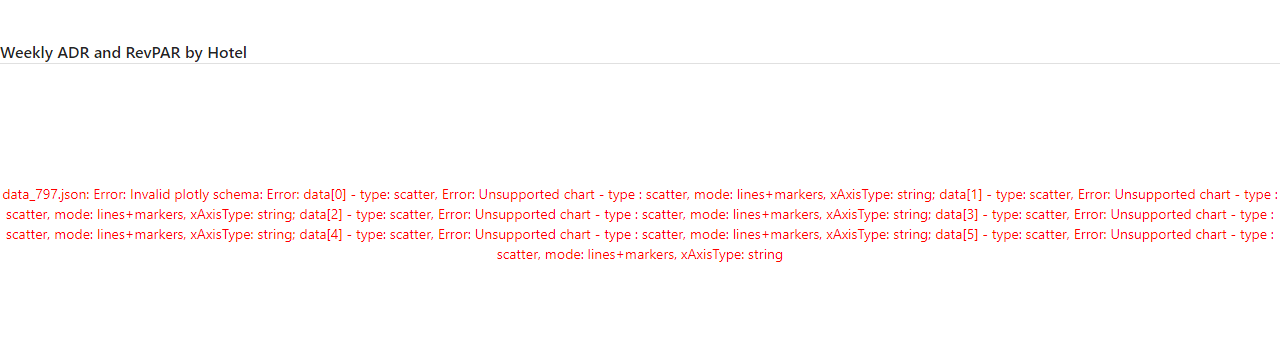 Weekly ADR and RevPAR by Hotel
data_797.json: Error: Invalid plotly schema: Error: data[0] - type: scatter, Error: Unsupported chart - type : scatter, mode: lines+markers, xAxisType: string; data[1] - type: scatter, Error: Unsupported chart - type :
scatter, mode: lines+markers, xAxisType: string; data[2] - type: scatter, Error: Unsupported chart - type : scatter, mode: lines+markers, xAxisType: string; data[3] - type: scatter, Error: Unsupported chart - type :
scatter, mode: lines+markers, xAxisType: string; data[4] - type: scatter, Error: Unsupported chart - type : scatter, mode: lines+markers, xAxisType: string; data[5] - type: scatter, Error: Unsupported chart - type :
scatter, mode: lines+markers, xAxisType: string